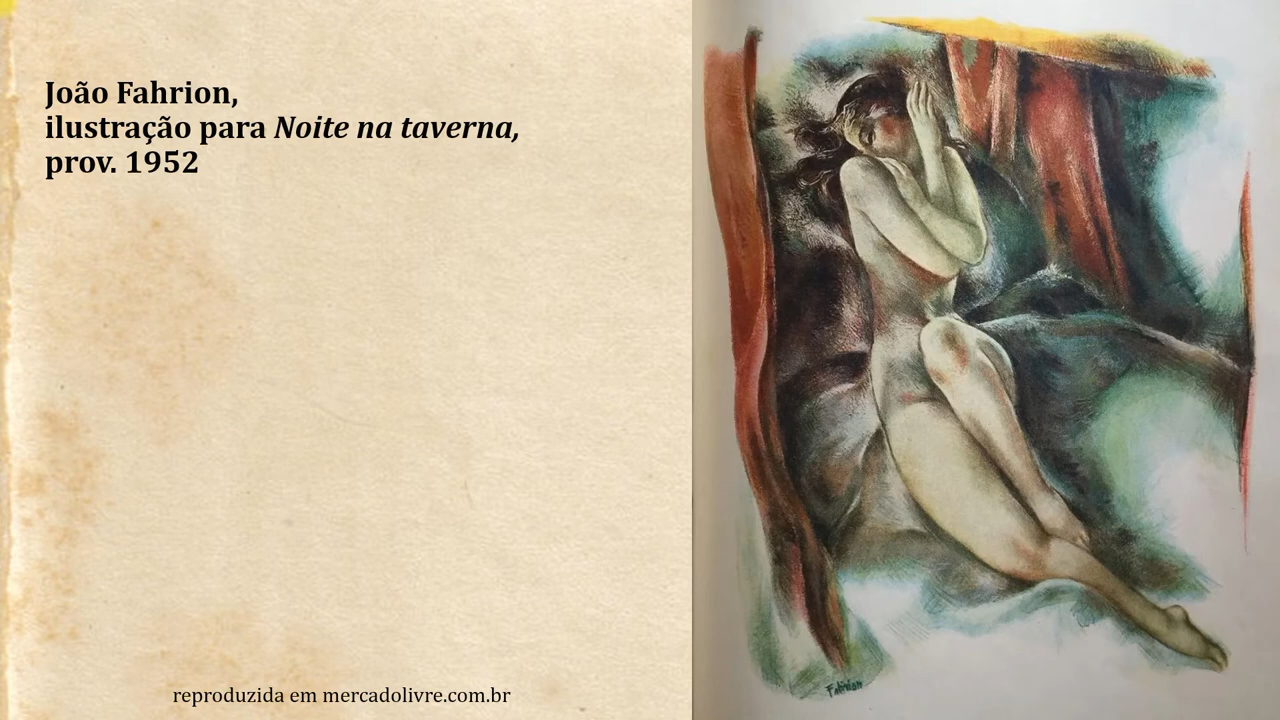 João Fahrion,
ilustração para Noite na taverna,
prov. 1952
reproduzida em mercadolivre.com.br
Fahrion